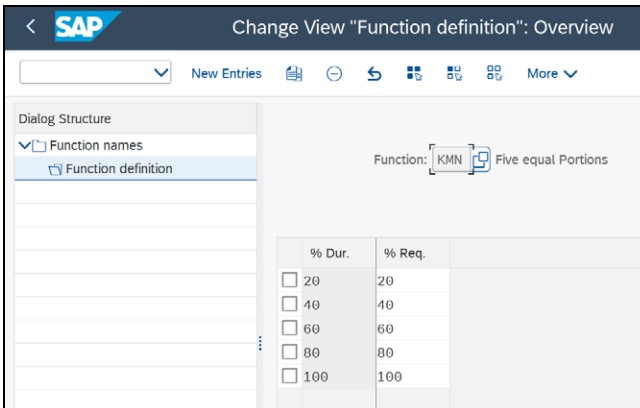 SAP Change View "Function definition": Overview
New Entries More
Dialog Structure
Function names
Function definition
Function: KMN Five equal Portions
% Dur. % Req.
20 20
40 40
60 60
80 80
100 100